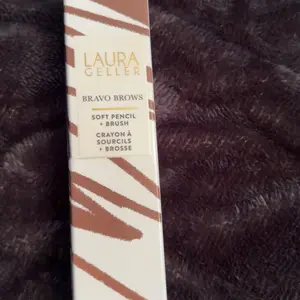 LAURA
GELLER
BRAVO BROWS
SOFT PENCIL
+ BRUSH
CRAYON À
SOURCILS
+ BROSSE